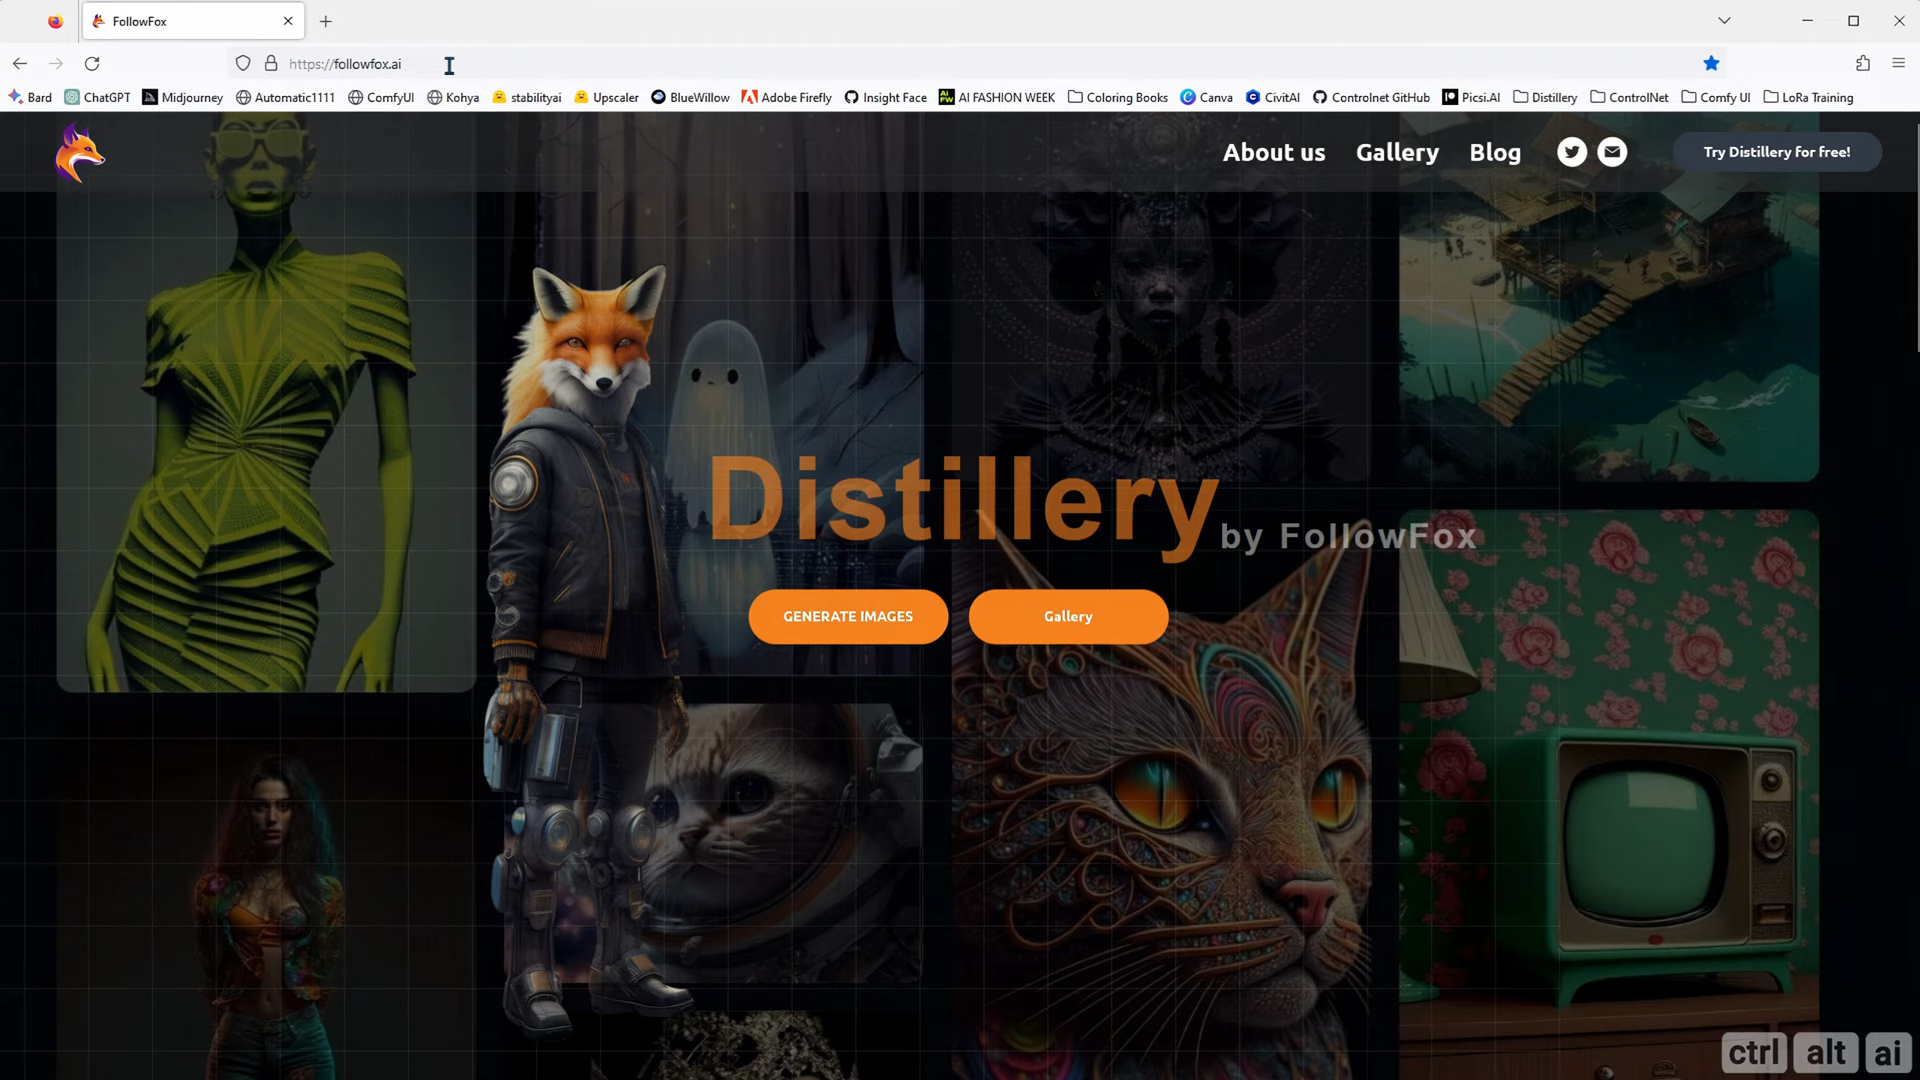 FollowFox
https://followfox.ai
Bard ChatGPT Midjourney Automatic1111 ComfyUI Kohya stabilityai Upscaler BlueWillow Adobe Firefly Insight Face AI FASHION WEEK Coloring Books Canva CivitAI Controlnet GitHub Picsi.AI Distillery ControlNet Comfy UI LoRa Training
About us Gallery Blog Try Distillery for free!
Distillery
by FollowFox
GENERATE IMAGES Gallery
ctrl alt ai